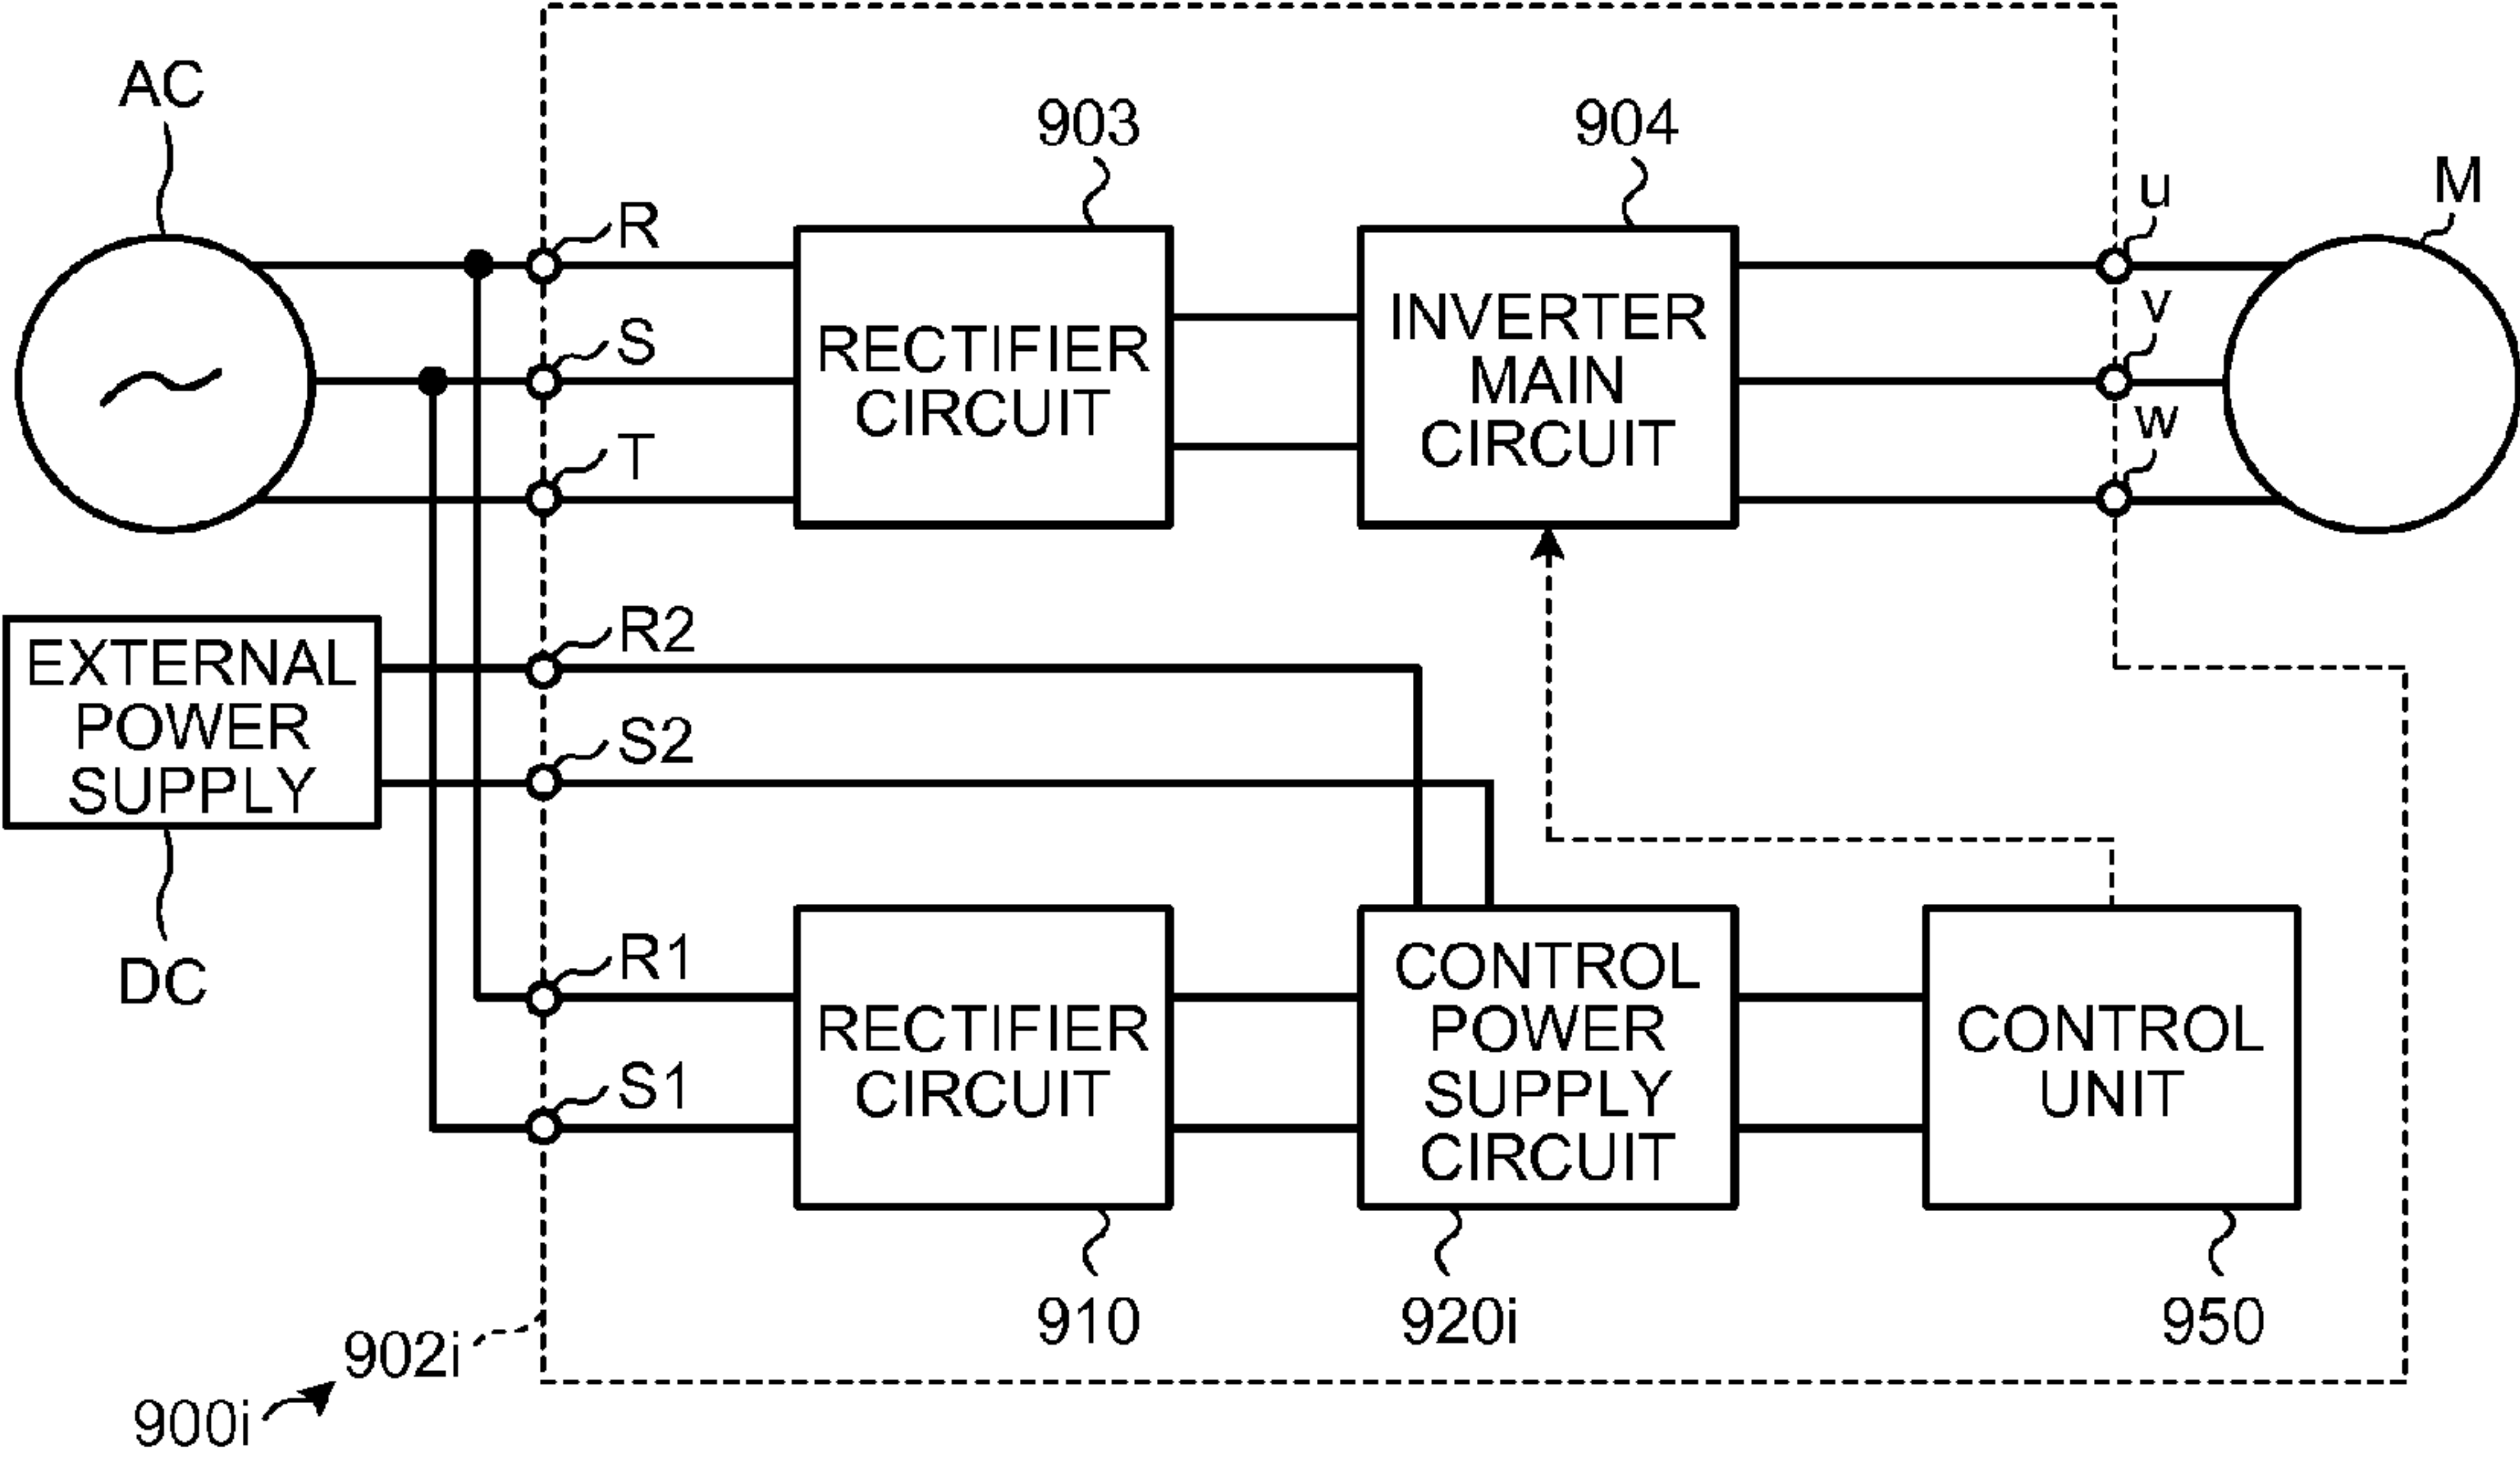 AC
903
904
M
R
u
RECTIFIER
CIRCUIT
INVERTER
MAIN
CIRCUIT
S
v
T
w
EXTERNAL
POWER
SUPPLY
R2
S2
DC
R1
S1
RECTIFIER
CIRCUIT
CONTROL
POWER
SUPPLY
CIRCUIT
CONTROL
UNIT
910
920i
950
902i
900i